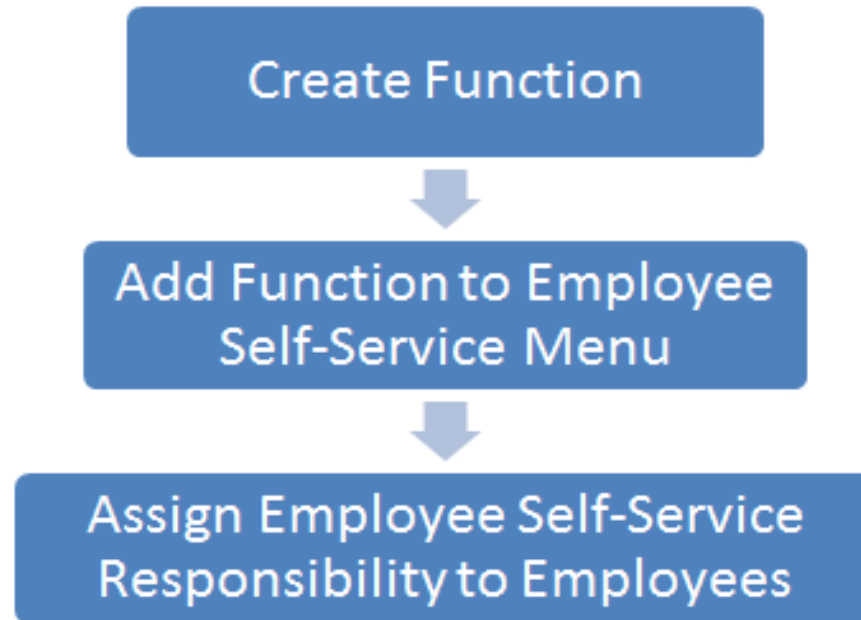 Create Function
Add Function to Employee
Self-Service Menu
Assign Employee Self-Service
Responsibility to Employees